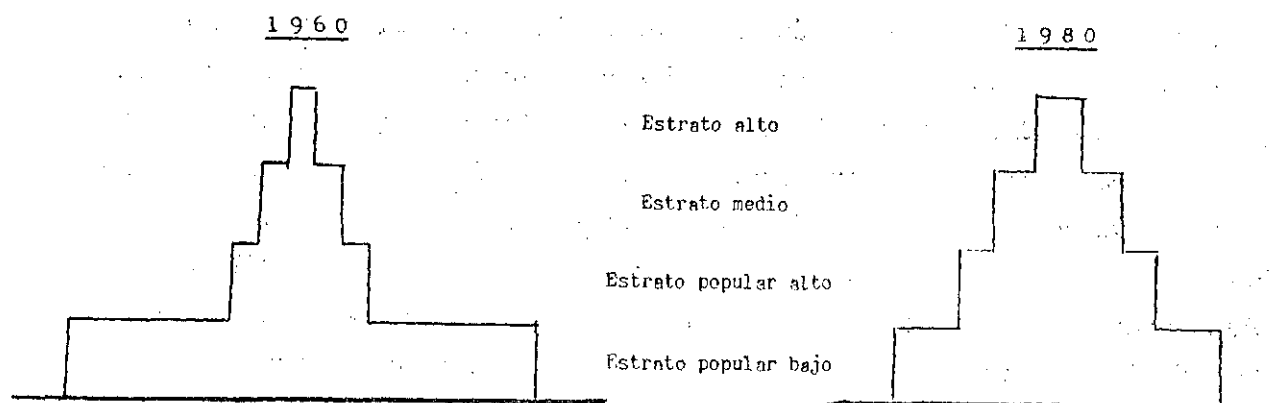 1960
1980
Estrato alto
Estrato medio
Estrato popular alto
Estrato popular bajo